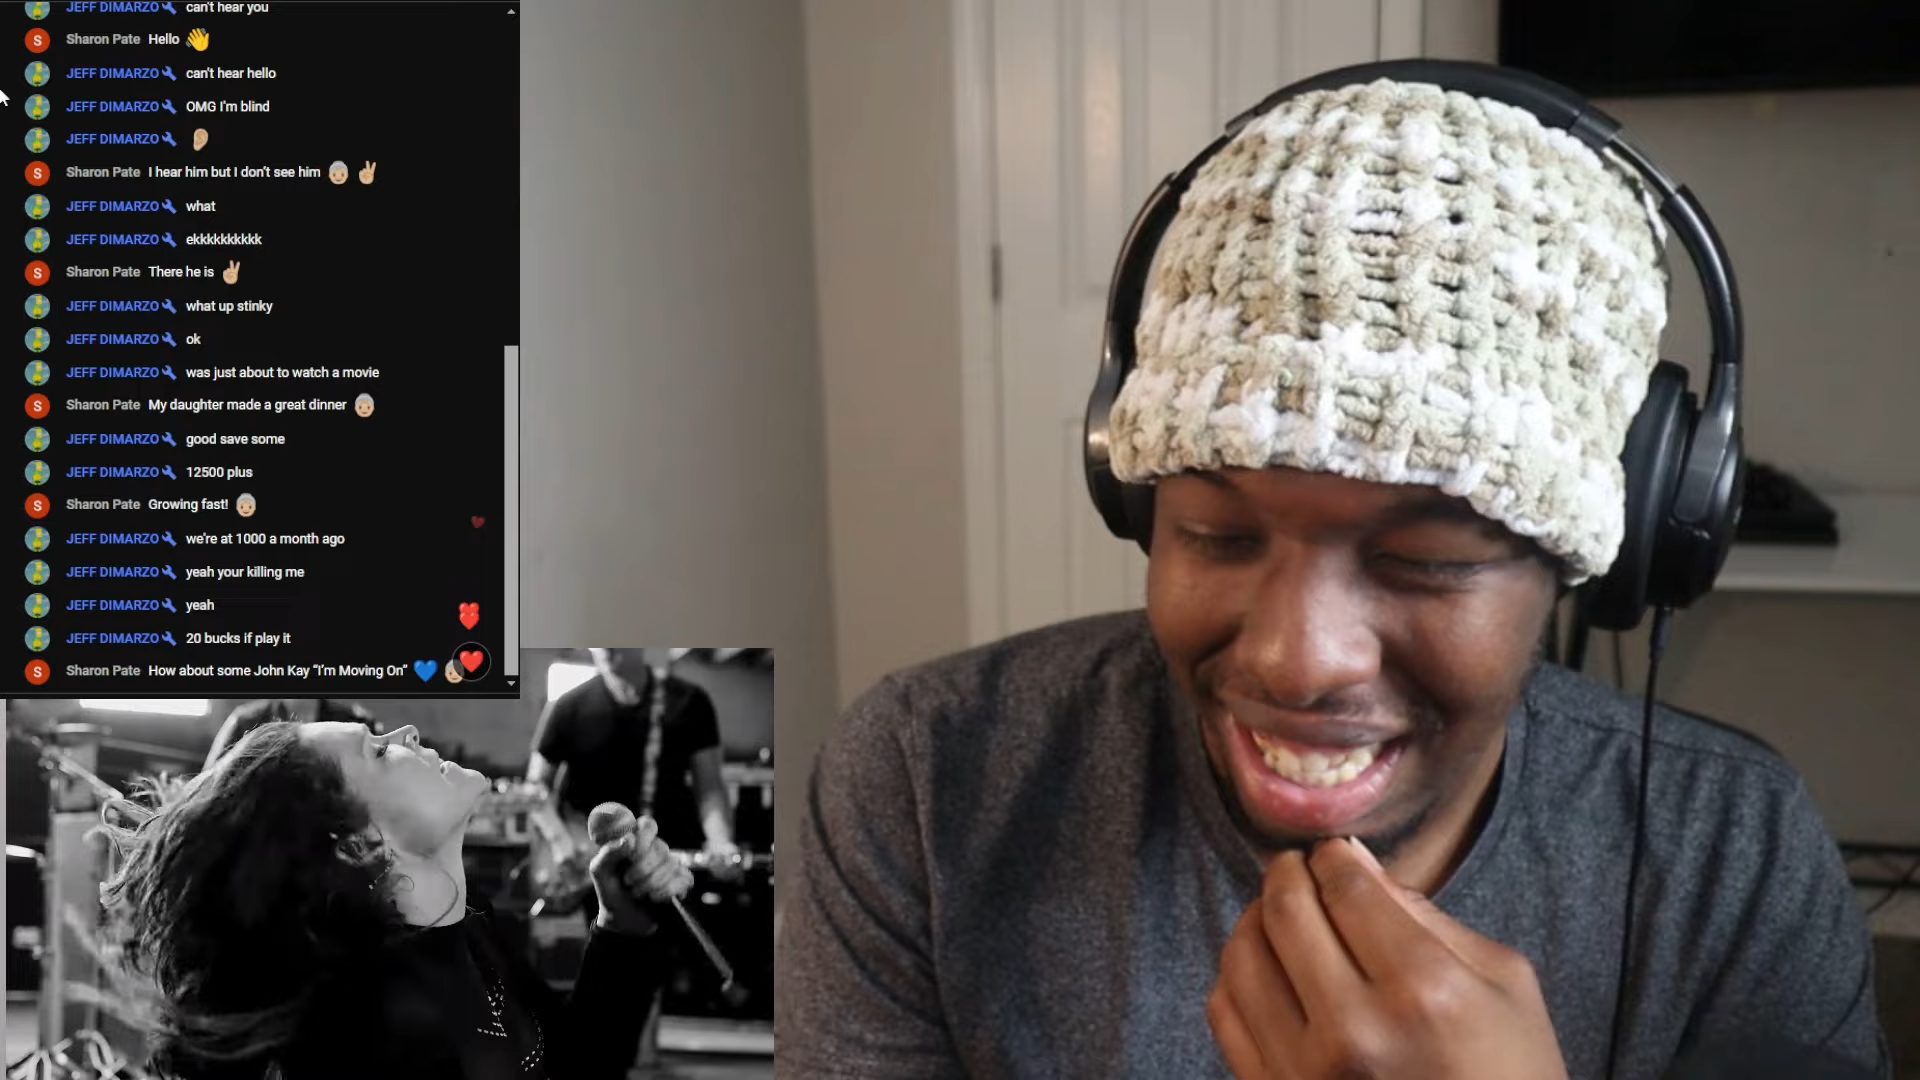 JEFF DIMARZO can't hear you
S Sharon Pate Hello 👋
JEFF DIMARZO can't hear hello
JEFF DIMARZO OMG I'm blind
JEFF DIMARZO 👂🏼
S Sharon Pate I hear him but I don't see him 👵🏼 ✌🏼
JEFF DIMARZO what
JEFF DIMARZO ekkkkkkkkkk
S Sharon Pate There he is ✌🏼
JEFF DIMARZO what up stinky
JEFF DIMARZO ok
JEFF DIMARZO was just about to watch a movie
S Sharon Pate My daughter made a great dinner 👵🏼
JEFF DIMARZO good save some
JEFF DIMARZO 12500 plus
S Sharon Pate Growing fast! 👵🏼
JEFF DIMARZO we're at 1000 a month ago
JEFF DIMARZO yeah your killing me
JEFF DIMARZO yeah
JEFF DIMARZO 20 bucks if play it
S Sharon Pate How about some John Kay “I’m Moving On” 💙 👵🏼